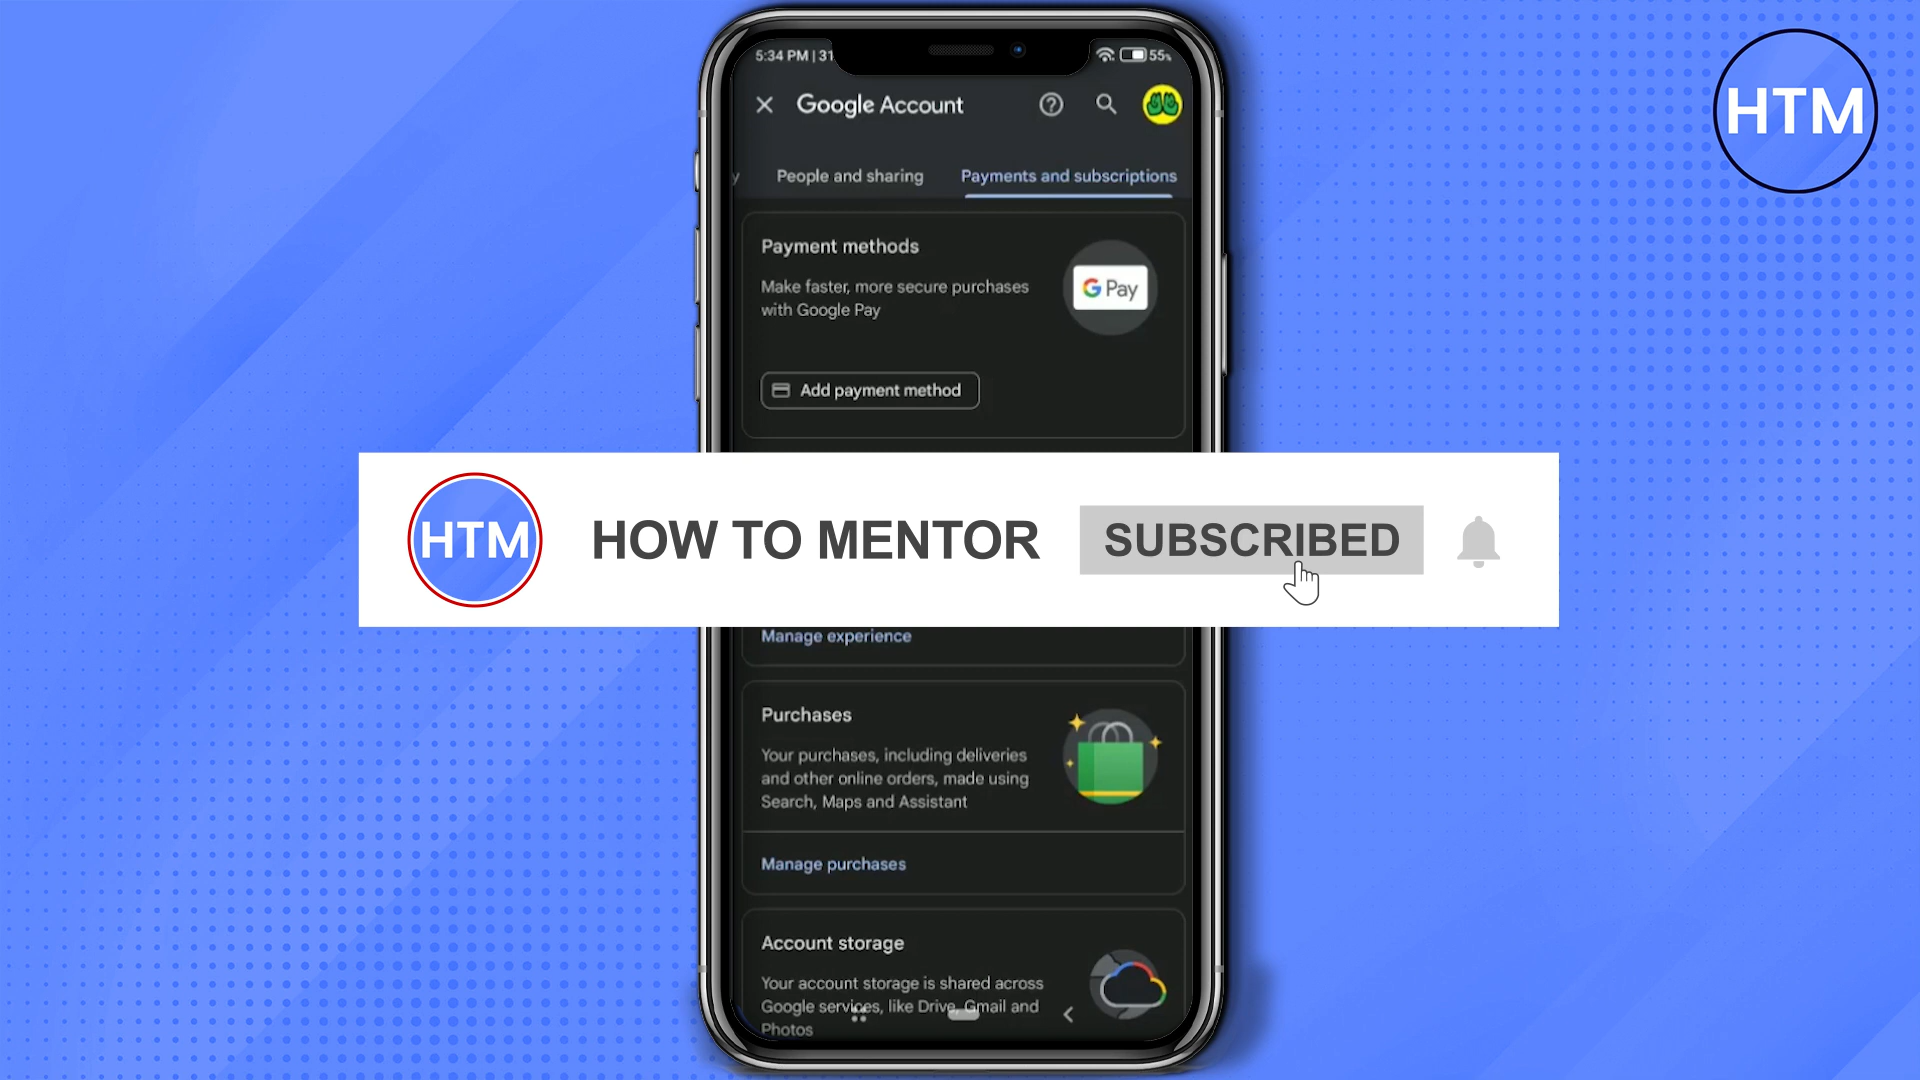 5:34 PM | 31
55%
Google Account
HTM
y People and sharing Payments and subscriptions
Payment methods
Make faster, more secure purchases
with Google Pay
G Pay
Add payment method
HTM
HOW TO MENTOR
SUBSCRIBED
Manage experience
Purchases
Your purchases, including deliveries
and other online orders, made using
Search, Maps and Assistant
Manage purchases
Account storage
Your account storage is shared across
Google services, like Drive, Gmail and
Photos